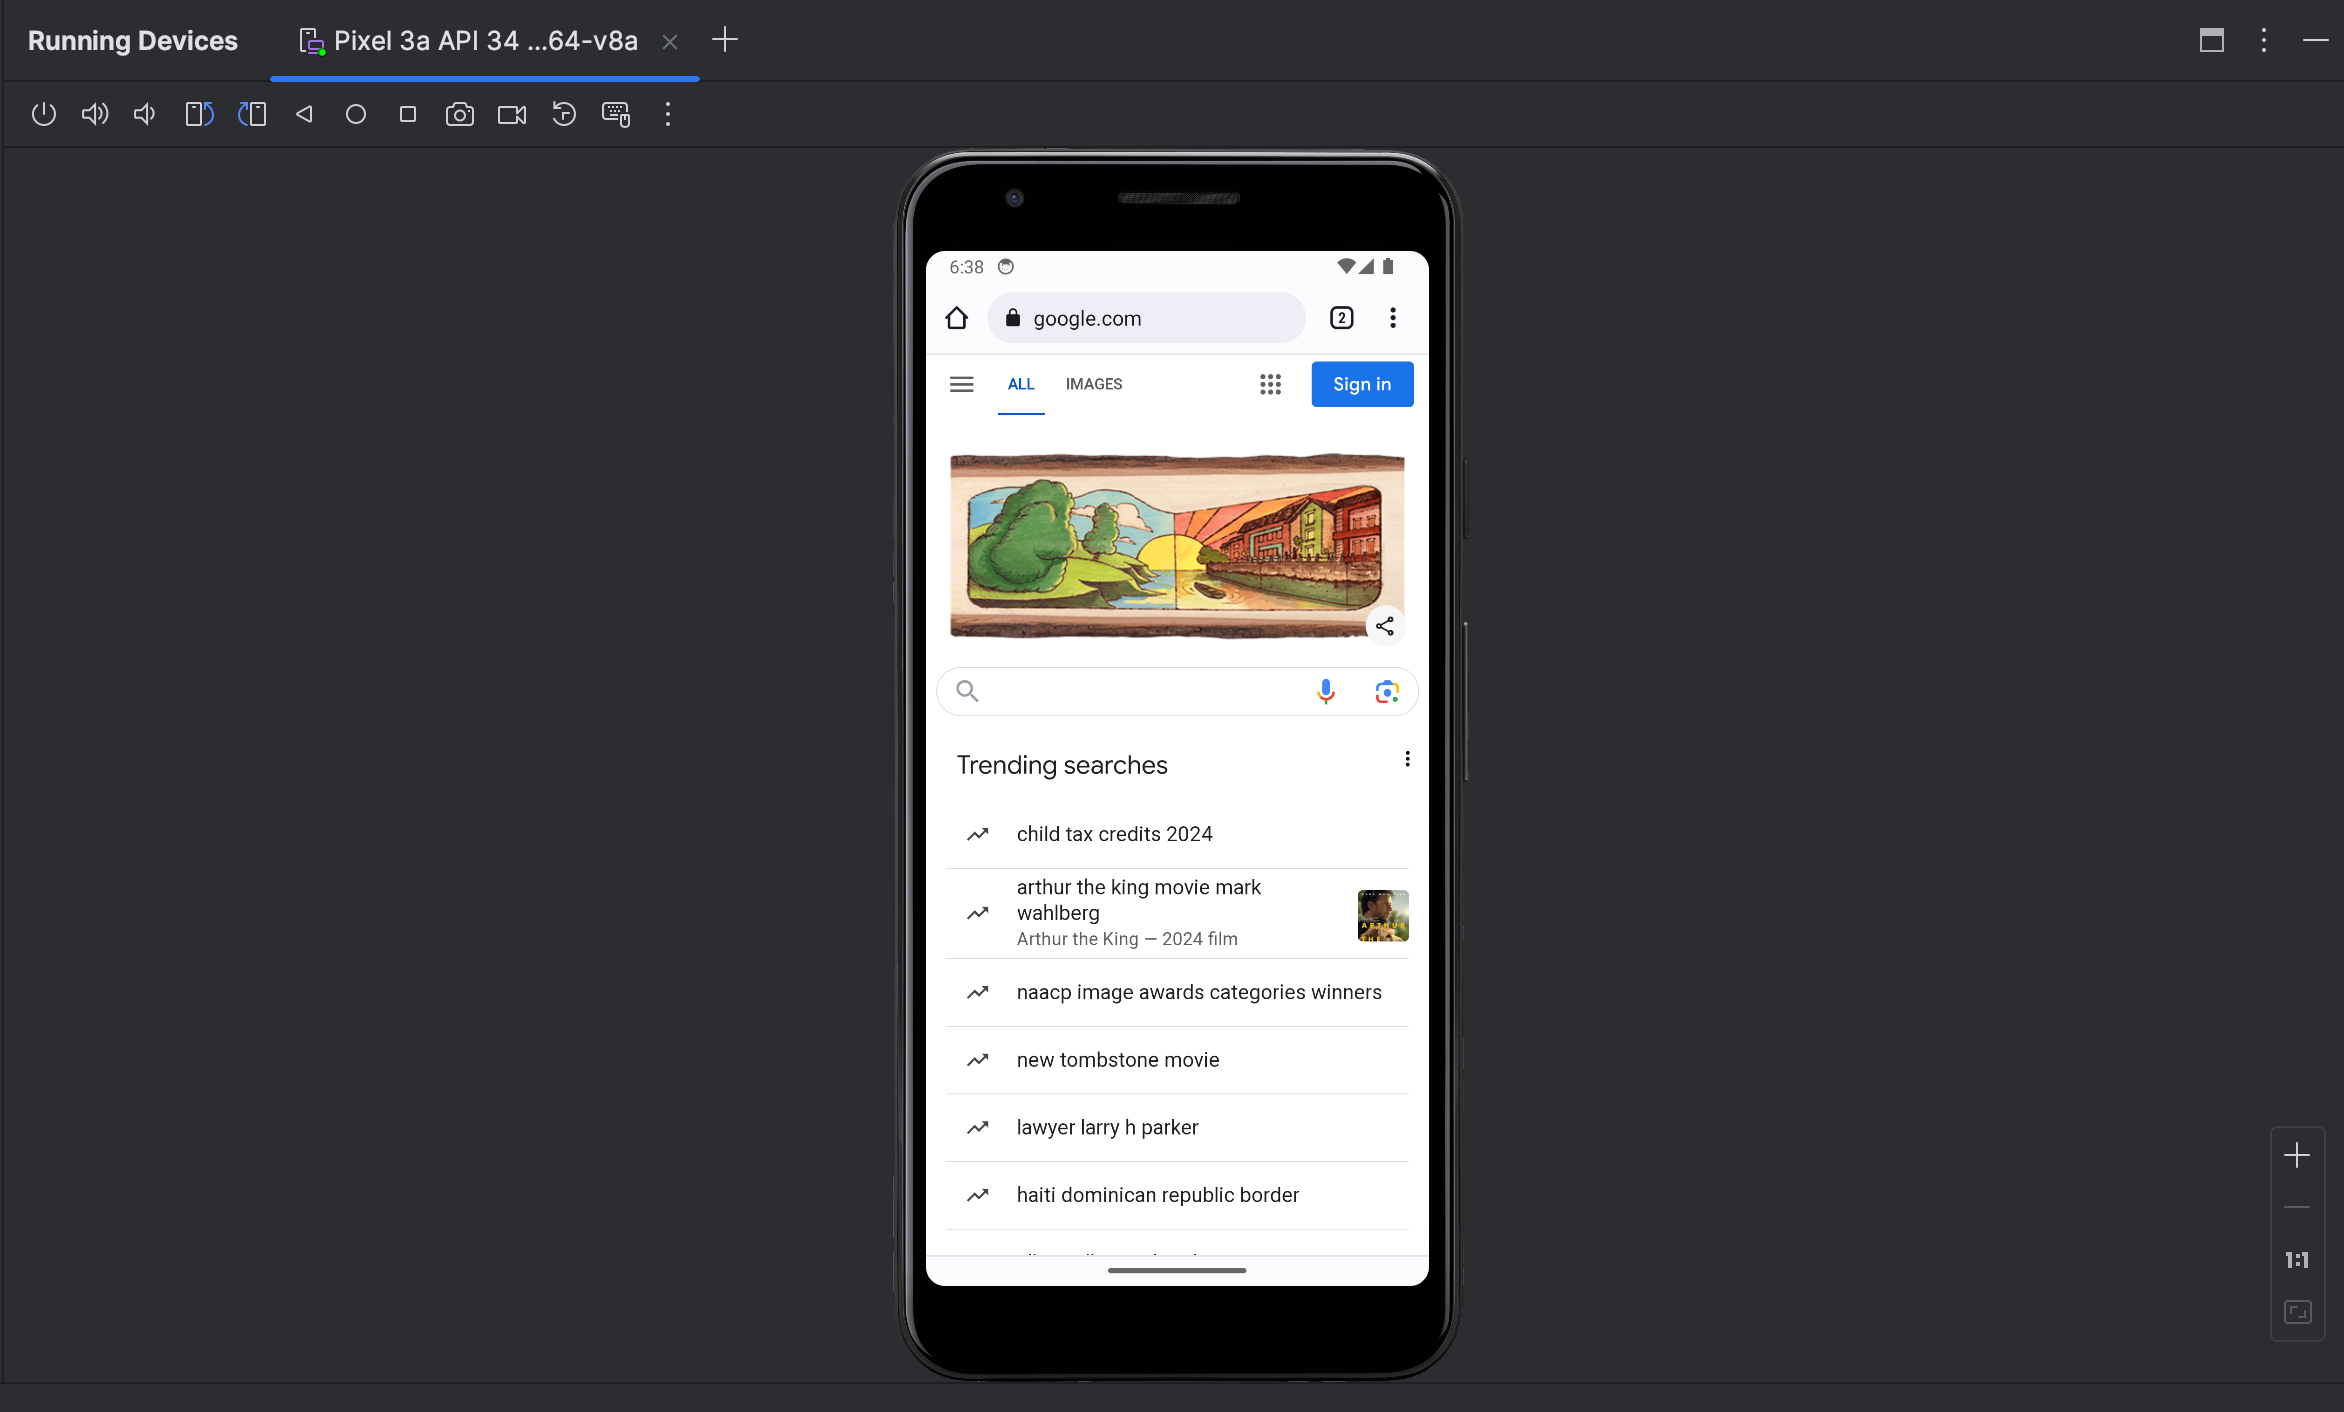 Running Devices
Pixel 3a API 34 ...64-v8a
6:38
google.com
2
ALL
IMAGES
Sign in
Trending searches
child tax credits 2024
arthur the king movie mark
wahlberg
Arthur the King — 2024 film
ARTHUR
THE
naacp image awards categories winners
new tombstone movie
lawyer larry h parker
haiti dominican republic border
1:1